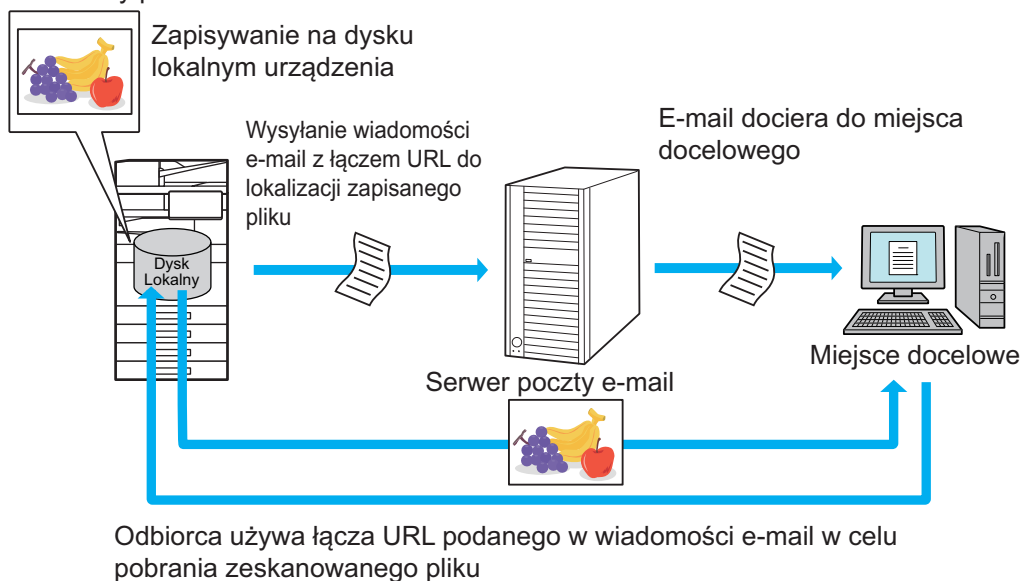 Zapisywanie na dysku
lokalnym urządzenia
Wysyłanie wiadomości
e-mail z łączem URL do
lokalizacji zapisanego
pliku
E-mail dociera do miejsca
docelowego
Dysk
Lokalny
Miejsce docelowe
Serwer poczty e-mail
Odbiorca używa łącza URL podanego w wiadomości e-mail w celu
pobrania zeskanowanego pliku